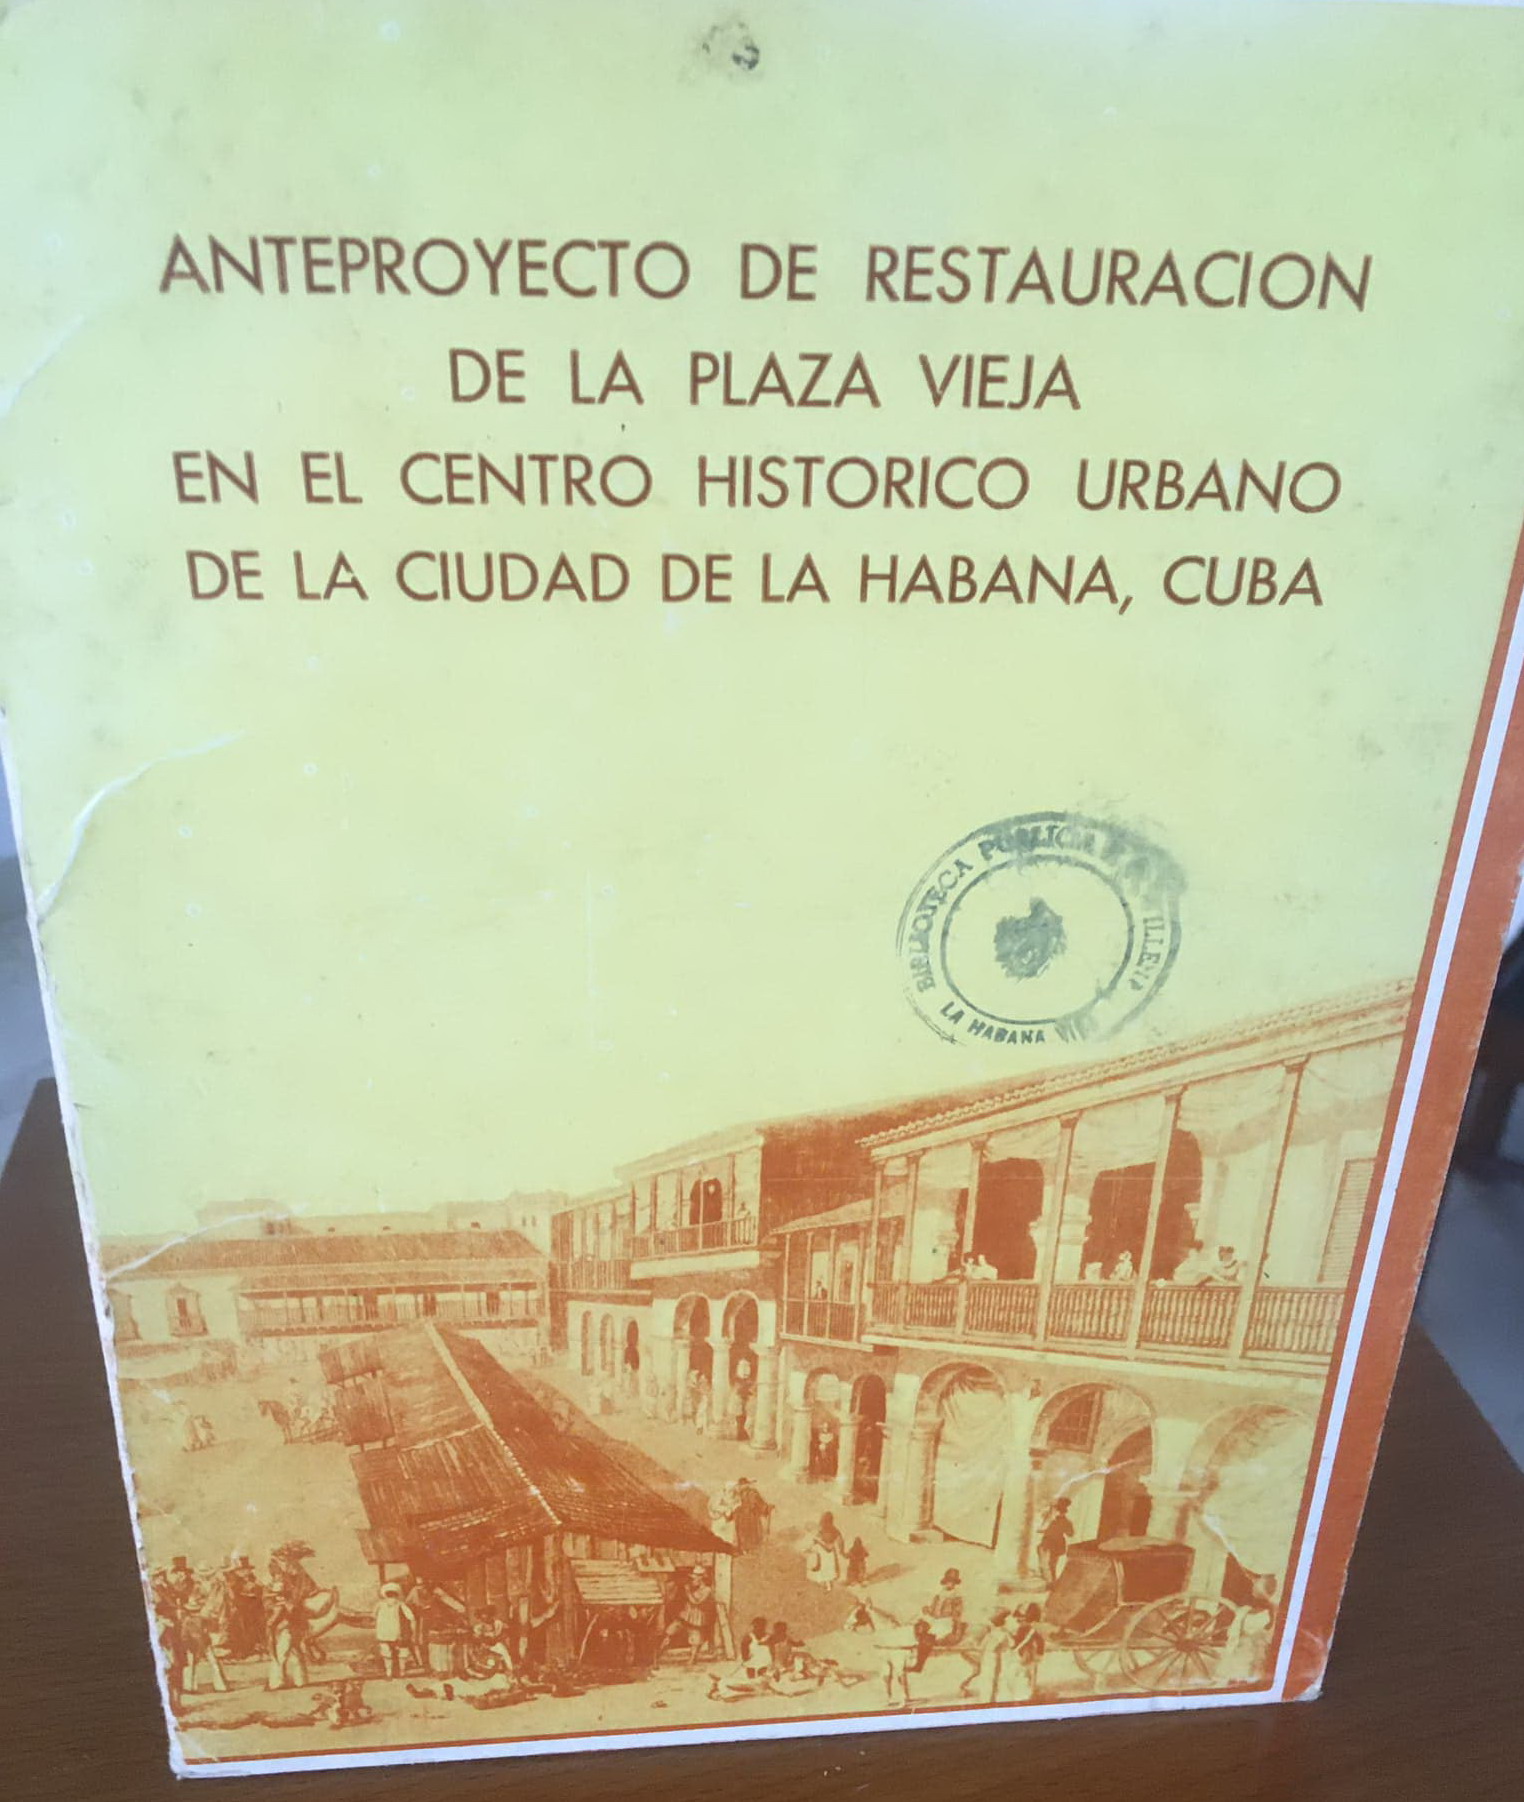 ANTEPROYECTO DE RESTAURACION
DE LA PLAZA VIEJA
EN EL CENTRO HISTORICO URBANO
DE LA CIUDAD DE LA HABANA, CUBA
BIBLIOTECA PUBLICA
LA HABANA